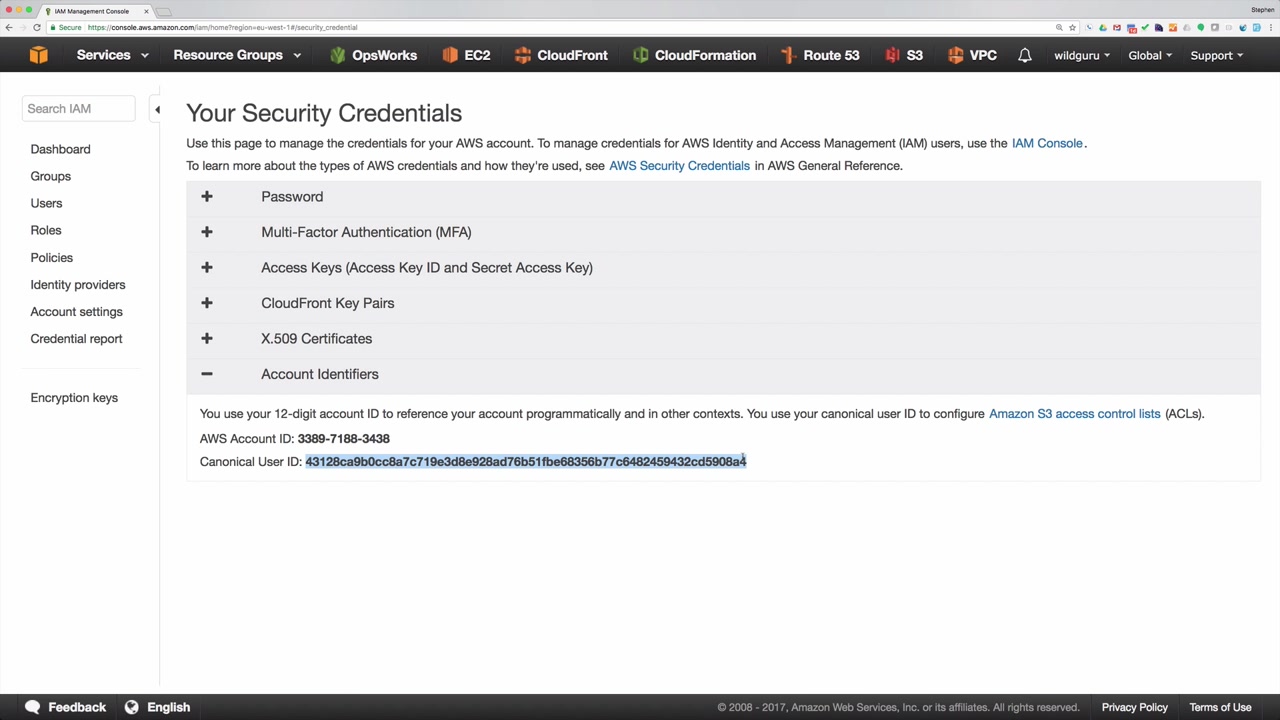 IAM Management Console
Stephen
Secure https://console.aws.amazon.com/iam/home?region=eu-west-1#/security_credential
Services Resource Groups OpsWorks EC2 CloudFront CloudFormation Route 53 S3 VPC wildguru Global Support
Search IAM
Dashboard
Groups
Users
Roles
Policies
Identity providers
Account settings
Credential report
Encryption keys
Your Security Credentials
Use this page to manage the credentials for your AWS account. To manage credentials for AWS Identity and Access Management (IAM) users, use the IAM Console.
To learn more about the types of AWS credentials and how they're used, see AWS Security Credentials in AWS General Reference.
Password
Multi-Factor Authentication (MFA)
Access Keys (Access Key ID and Secret Access Key)
CloudFront Key Pairs
X.509 Certificates
Account Identifiers
You use your 12-digit account ID to reference your account programmatically and in other contexts. You use your canonical user ID to configure Amazon S3 access control lists (ACLs).
AWS Account ID: 3389-7188-3438
Canonical User ID: 43128ca9b0cc8a7c719e3d8e928ad76b51fbe68356b77c6482459432cd5908a4
Feedback English © 2008 - 2017, Amazon Web Services, Inc. or its affiliates. All rights reserved. Privacy Policy Terms of Use